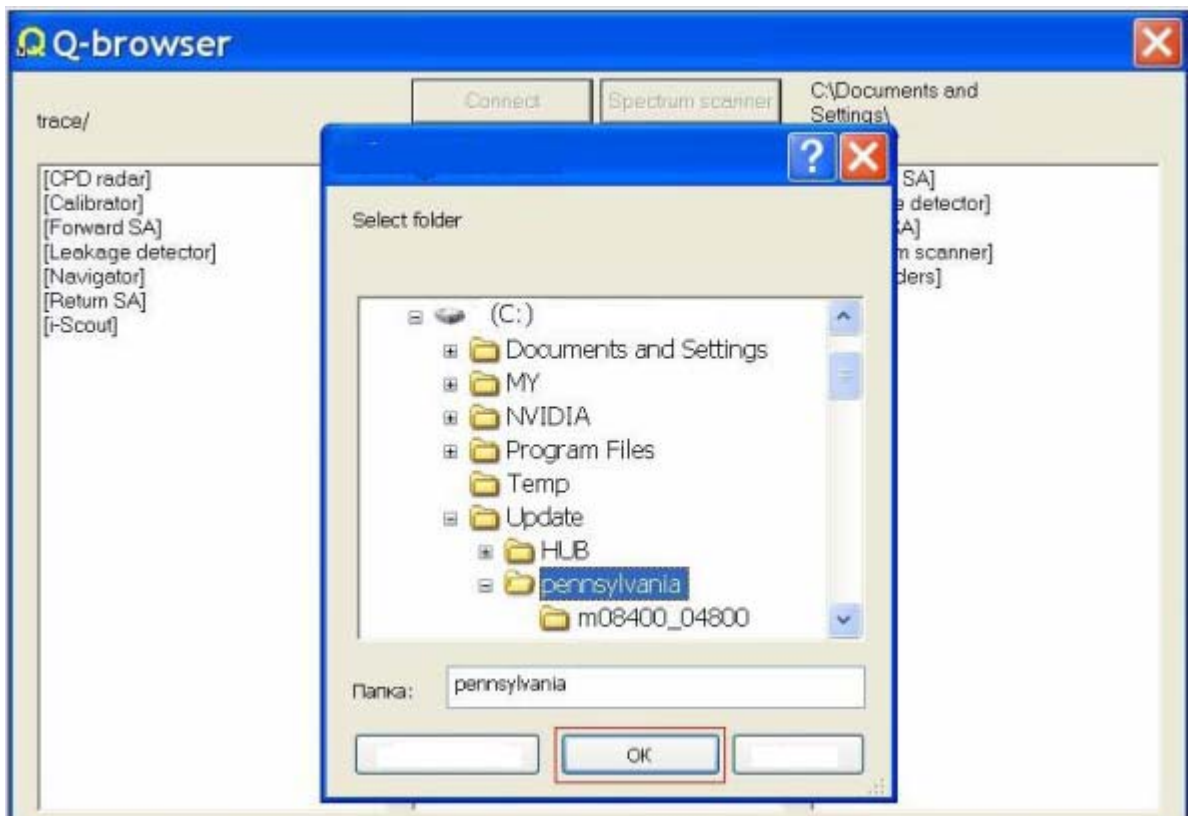 Q-browser
trace/
Connect
Spectrum scanner
C:\Documents and
Settings\
[CPD radar]
[Calibrator]
[Forward SA]
[Leakage detector]
[Navigator]
[Return SA]
[i-Scout]
SA]
detector]
SA]
scanner]
?
Select folder
(C:)
Documents and Settings
MY
NVIDIA
Program Files
Temp
Update
HUB
pennsylvania
m08400_04800
Папка:
pennsylvania
OK